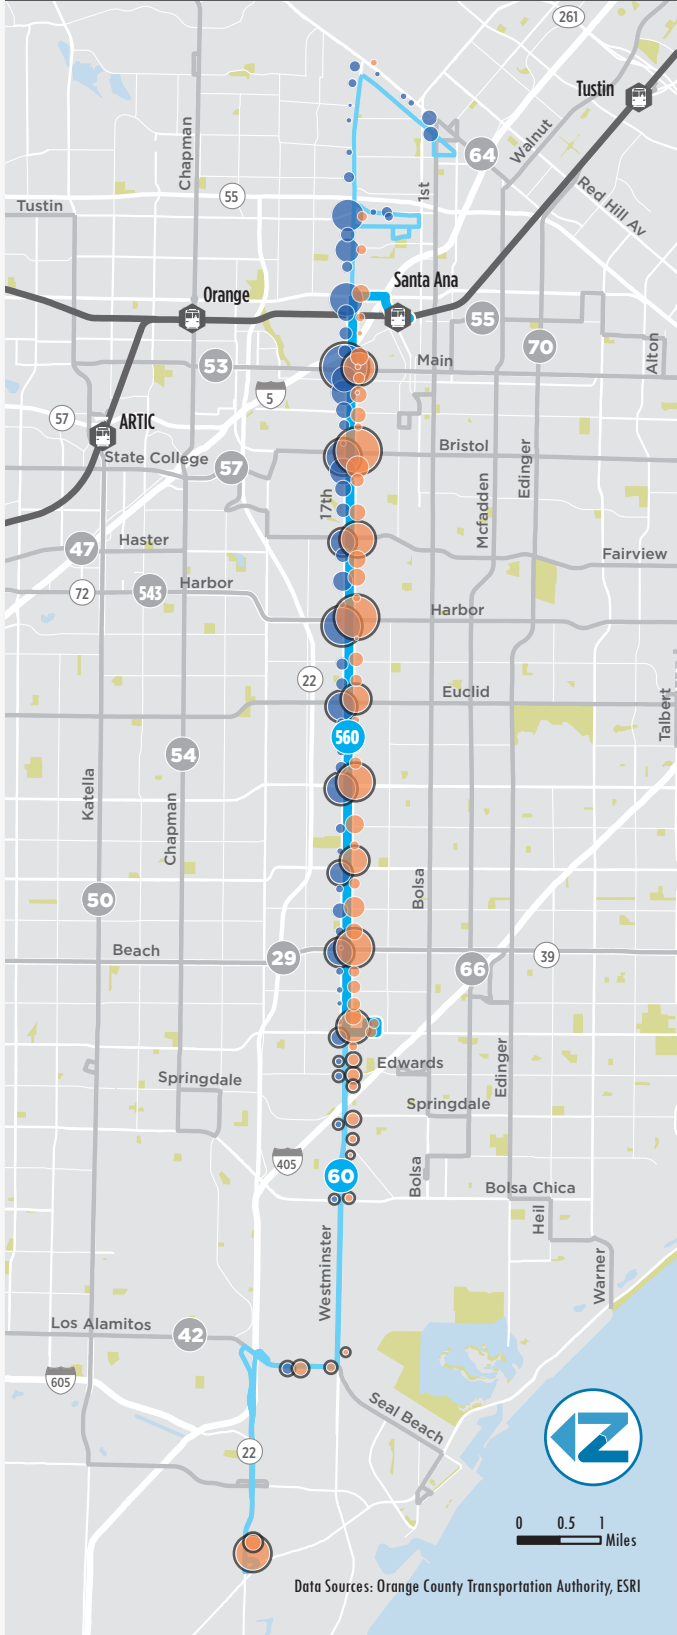 261
Tustin
Chapman
Walnut
64
1st
Red Hill Av
55
Tustin
Santa Ana
Orange
55
70
Alton
Main
53
5
57
ARTIC
Bristol
State College
57
Edinger
Mcfadden
17th
Haster
47
Fairview
Harbor
543
72
Harbor
22
Euclid
Talbert
560
54
Katella
Chapman
Bolsa
50
Beach
29
39
66
Edwards
Edinger
Springdale
Springdale
405
Bolsa
60
Bolsa Chica
Heil
Westminster
Warner
Los Alamitos
42
605
Seal Beach
22
Z
0 0.5 1
Miles
Data Sources: Orange County Transportation Authority, ESRI